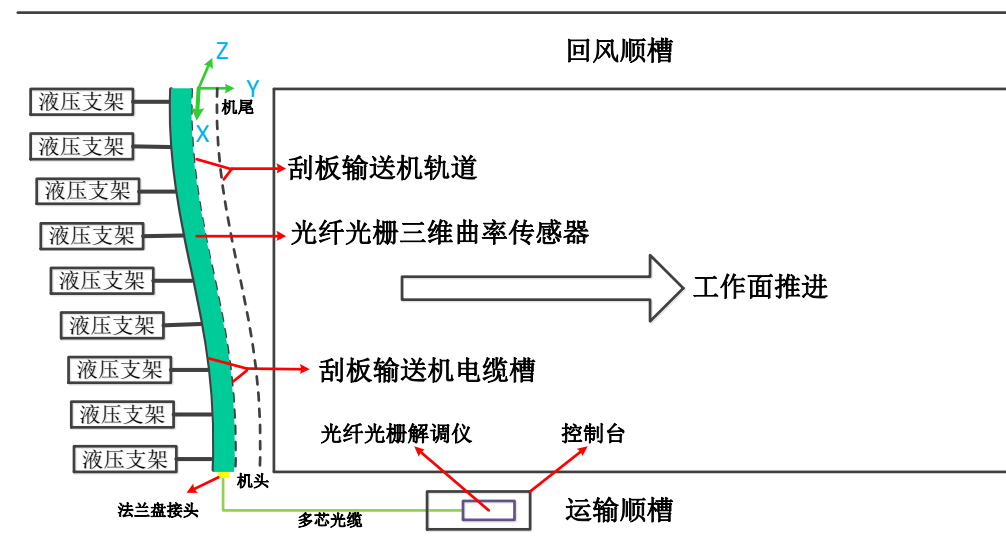 回风顺槽
Z
Y
液压支架
机尾
X
液压支架
刮板输送机轨道
液压支架
液压支架
光纤光栅三维曲率传感器
液压支架
工作面推进
液压支架
液压支架
刮板输送机电缆槽
液压支架
光纤光栅解调仪
控制台
液压支架
机头
法兰盘接头
多芯光缆
运输顺槽